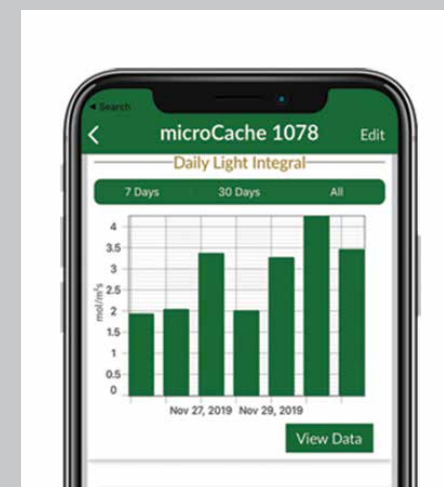 ◄ Search
microCache 1078 Edit
Daily Light Integral
7 Days 30 Days All
mol/m²s
4
3.5
3
2.5
2
1.5
1
0.5
0
Nov 27, 2019 Nov 29, 2019
View Data